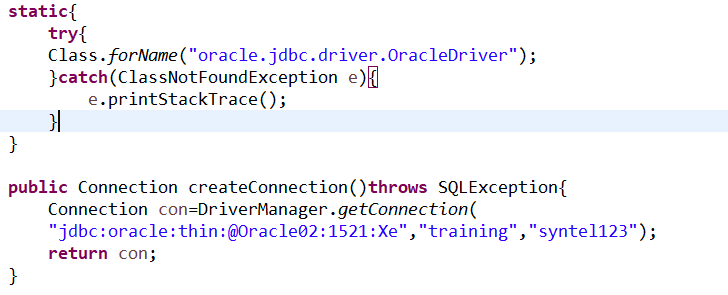 static{
    try{
    Class.forName("oracle.jdbc.driver.OracleDriver");
    }catch(ClassNotFoundException e){
        e.printStackTrace();
    }
}
public Connection createConnection()throws SQLException{
    Connection con=DriverManager.getConnection(
    "jdbc:oracle:thin:@Oracle02:1521:Xe","training","syntel123");
    return con;
}